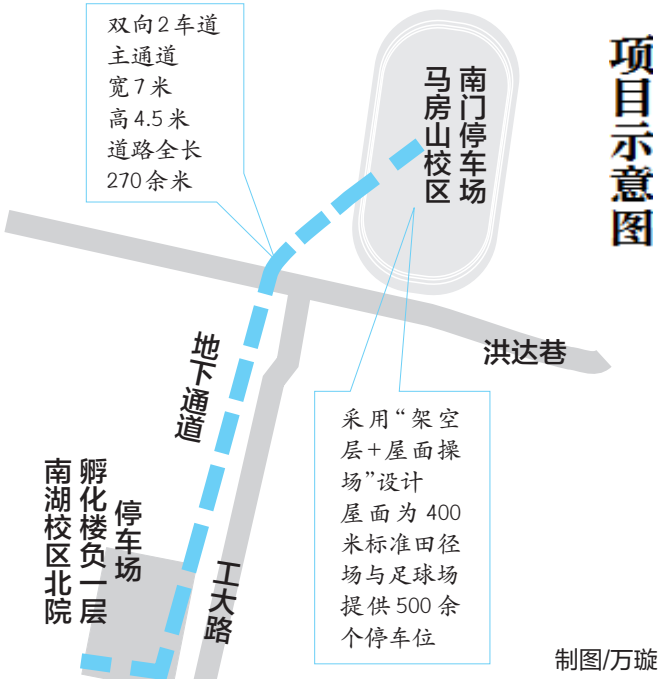 项目示意图
双向2车道
主通道
宽7米
高4.5米
道路全长
270余米
马房山校区
南门停车场
洪达巷
地下通道
采用“架空
层+屋面操
场”设计
屋面为400
米标准田径
场与足球场
提供500余
个停车位
南湖校区北院
孵化楼负一层
停车场
工大路
制图/万璇